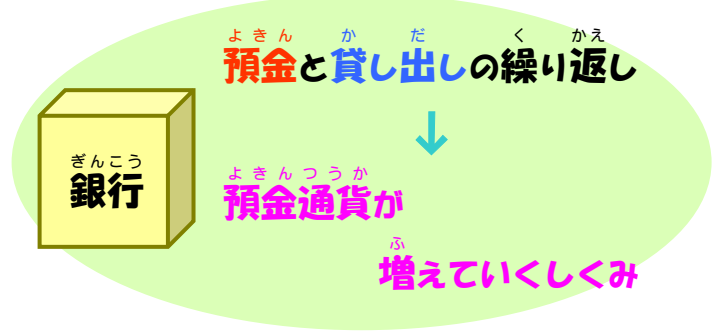 よきん か だ く かえ
預金と貸し出しの繰り返し
↓
ぎんこう
銀行
よきんつうか
預金通貨が
ふ
増えていくしくみ